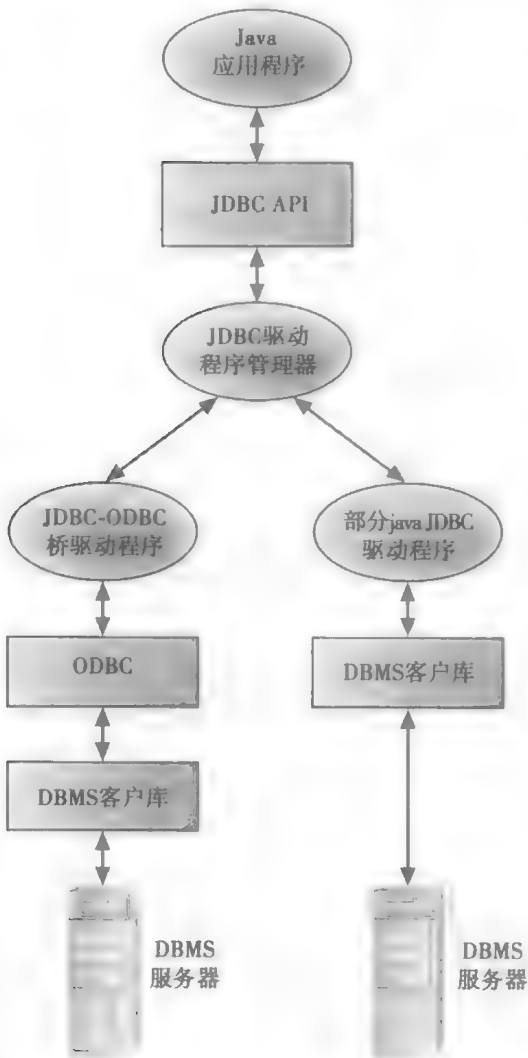 Java
应用程序
JDBC API
JDBC驱动
程序管理器
JDBC-ODBC
桥驱动程序
部分java JDBC
驱动程序
ODBC
DBMS客户库
DBMS客户库
DBMS
服务器
DBMS
服务器